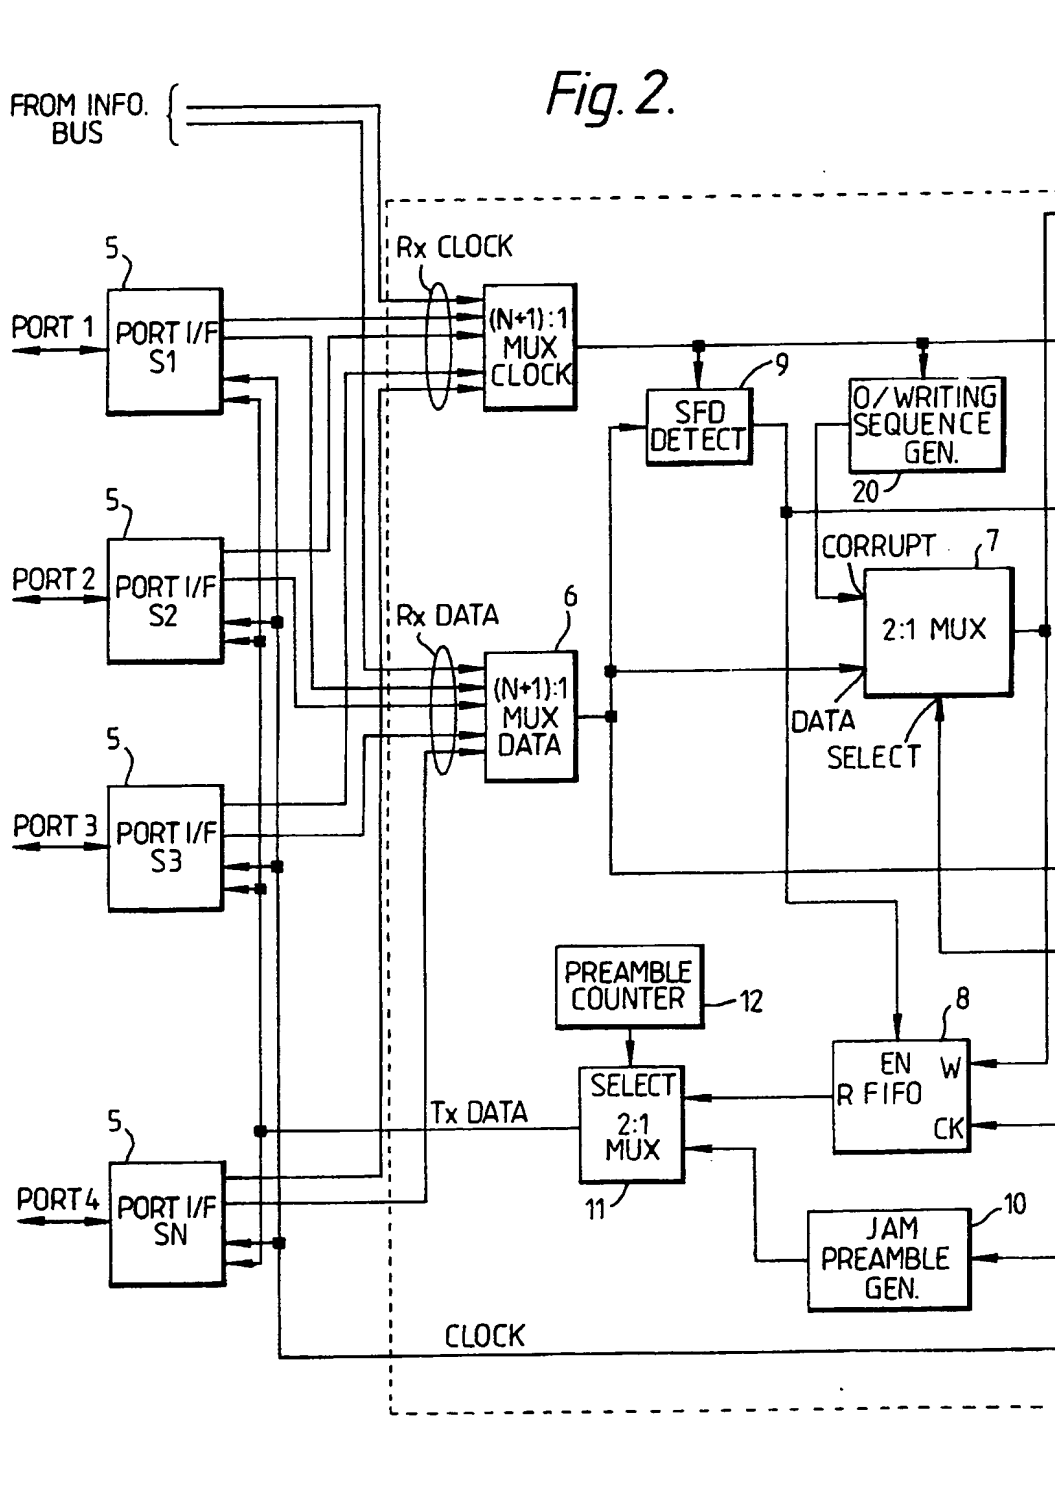 Fig. 2.
FROM INFO.
BUS
Rx CLOCK
5
PORT 1
PORT I/F
S1
(N+1):1
MUX
CLOCK
9
SFD
DETECT
O/WRITING
SEQUENCE
GEN.
20
5
PORT 2
PORT I/F
S2
CORRUPT
7
2:1 MUX
DATA
SELECT
Rx DATA
6
(N+1):1
MUX
DATA
5
PORT 3
PORT I/F
S3
PREAMBLE
COUNTER
12
8
EN
W
R FIFO
CK
SELECT
2:1
MUX
11
Tx DATA
5
PORT 4
PORT I/F
SN
10
JAM
PREAMBLE
GEN.
CLOCK